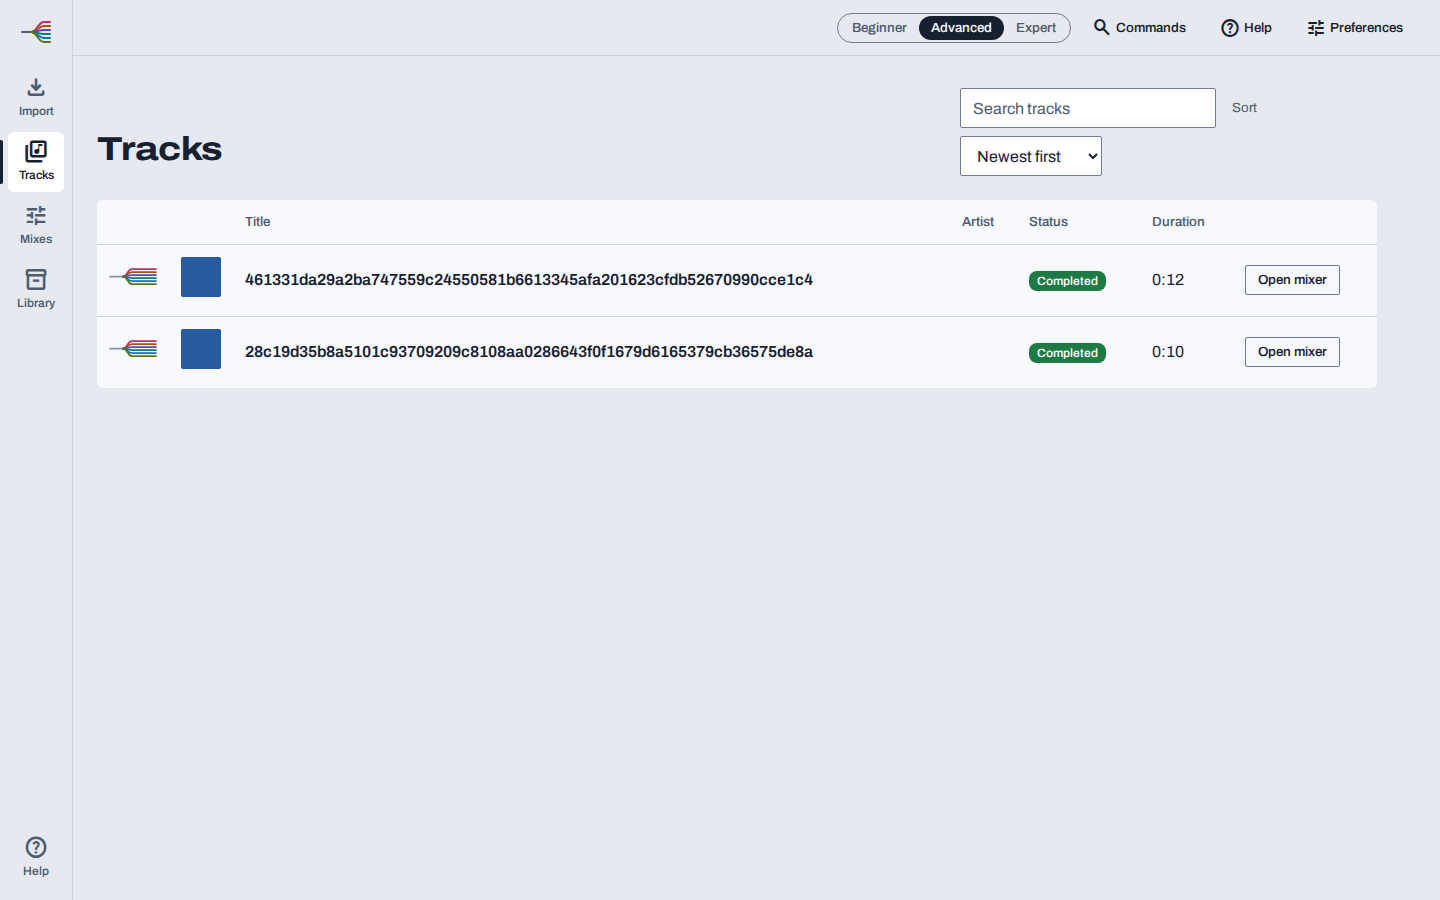 Beginner Advanced Expert Commands Help Preferences
Import
Tracks
Mixes
Library
Help
Tracks
Search tracks Sort
Newest first
Title Artist Status Duration
461331da29a2ba747559c24550581b6613345afa201623cfdb52670990cce1c4 Completed 0:12 Open mixer
28c19d35b8a5101c93709209c8108aa0286643f0f1679d6165379cb36575de8a Completed 0:10 Open mixer